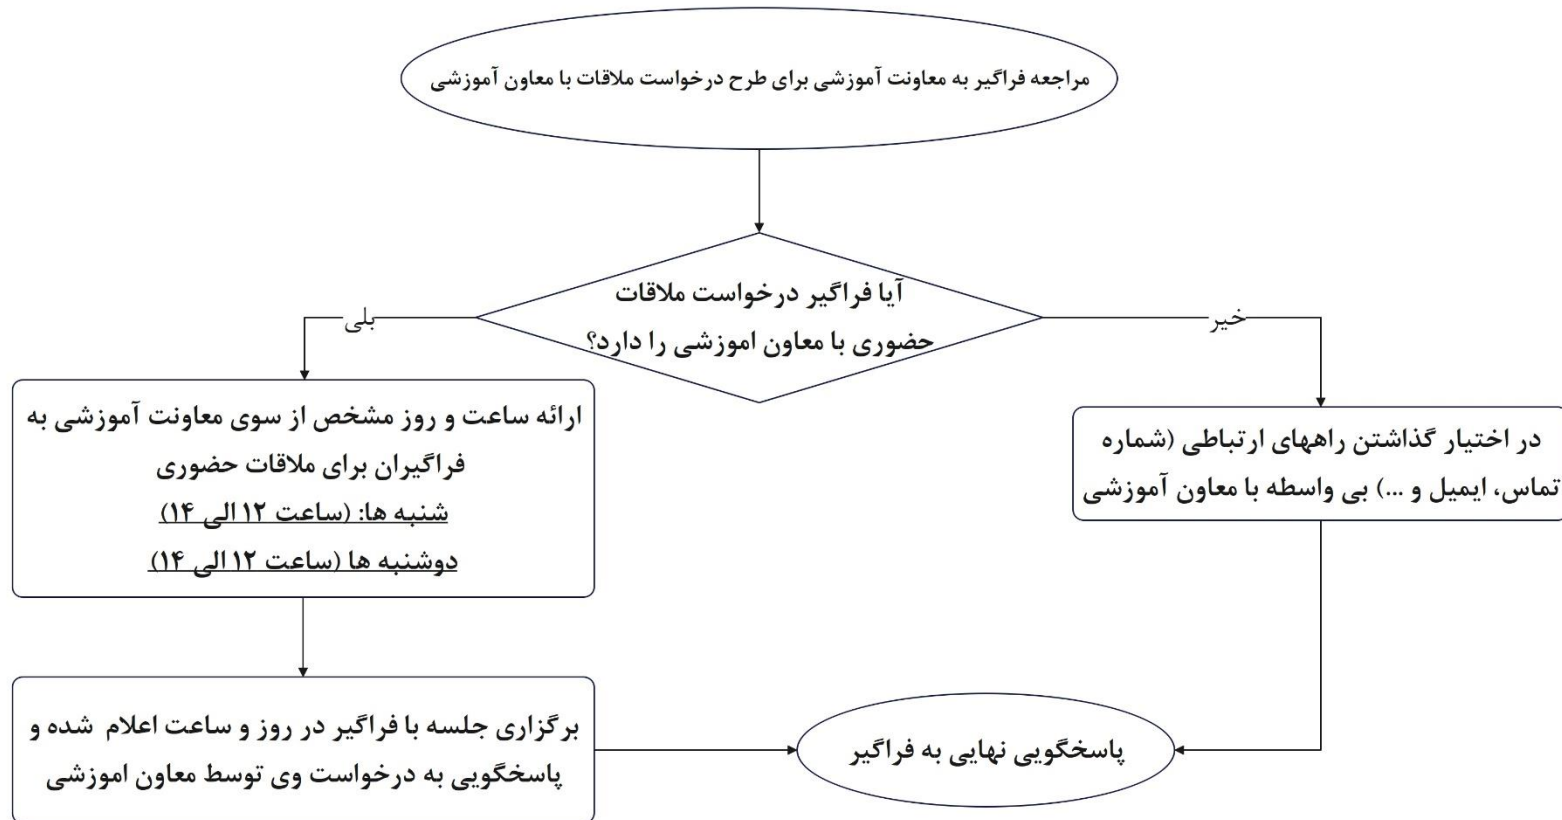 مراجعه فراگیر به معاونت آموزشی برای طرح درخواست ملاقات با معاون آموزشی
آیا فراگیر درخواست ملاقات
حضوری با معاون اموزشی را دارد؟
خیر
بلی
در اختیار گذاشتن راههای ارتباطی (شماره
تماس، ایمیل و ...) بی واسطه با معاون آموزشی
ارائه ساعت و روز مشخص از سوی معاونت آموزشی به
فراگیران برای ملاقات حضوری
شنبه ها: (ساعت ۱۲ الی ۱۴)
دوشنبه ها (ساعت ۱۲ الی ۱۴)
برگزاری جلسه با فراگیر در روز و ساعت اعلام شده و
پاسخگویی به درخواست وی توسط معاون اموزشی
پاسخگویی نهایی به فراگیر